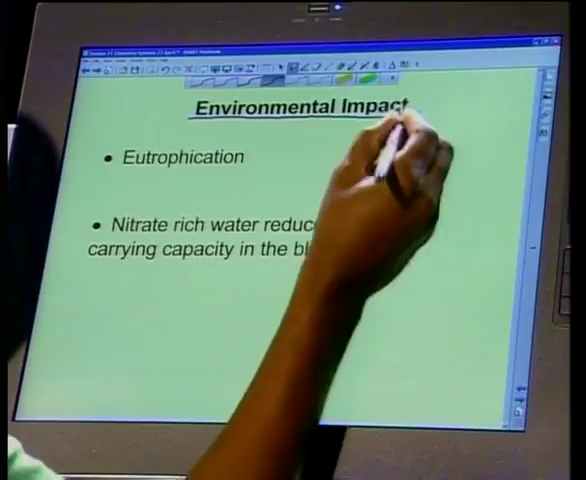 Environmental Impact
• Eutrophication
• Nitrate rich water reduc
carrying capacity in the bl